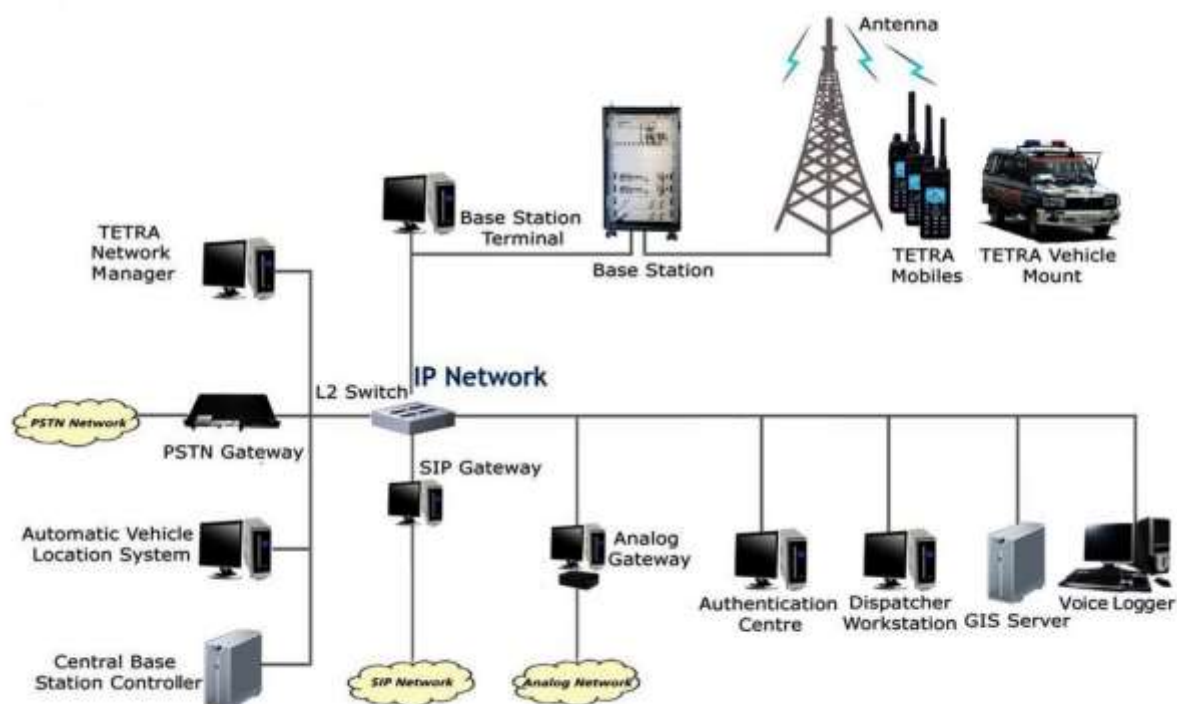 Antenna
Base Station
Terminal
Base Station
TETRA
Mobiles
TETRA Vehicle
Mount
TETRA
Network
Manager
L2 Switch
IP Network
PSTN Network
PSTN Gateway
SIP Gateway
Automatic Vehicle
Location System
Analog
Gateway
Authentication
Centre
Dispatcher
Workstation
GIS Server
Voice Logger
Central Base
Station Controller
SIP Network
Analog Network